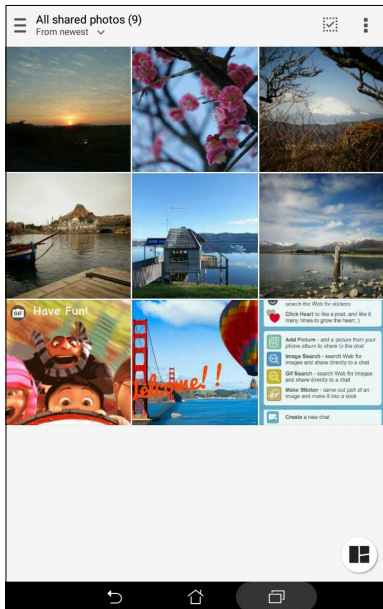 All shared photos (9)
From newest
GIF
Have Fun!
Welcome!!
search the Web for stickers
Click Heart to like a post, and like it
many times to grow the heart :)
Add Picture - add a picture from your
phone album to share to the chat
Image Search - search Web for
images and share directly to a chat
Gif Search - search Web for images
and share directly to a chat
Make Sticker - carve out part of an
image and make it into a stick
Create a new chat